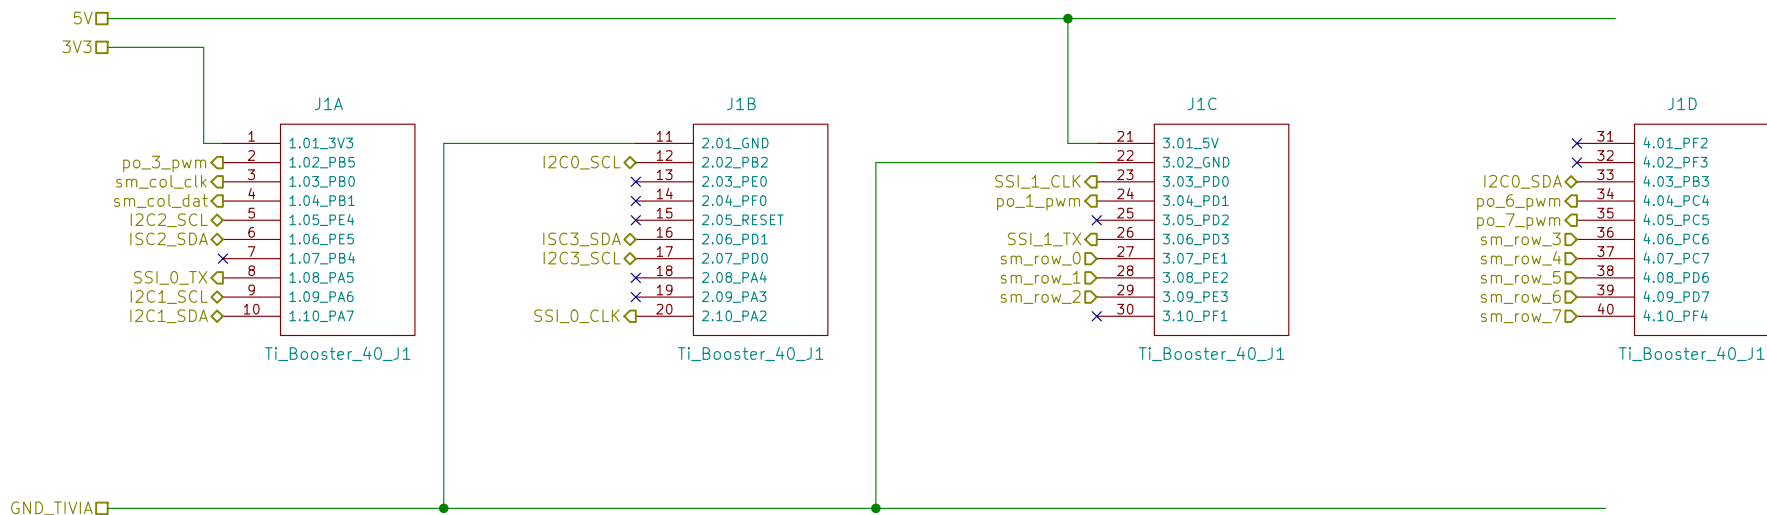 5V
3V3
J1A
1 1.01_3V3
po_3_pwm 2 1.02_PB5
sm_col_clk 3 1.03_PB0
sm_col_dat 4 1.04_PB1
I2C2_SCL 5 1.05_PE4
ISC2_SDA 6 1.06_PE5
7 1.07_PB4
SSI_0_TX 8 1.08_PA5
I2C1_SCL 9 1.09_PA6
I2C1_SDA 10 1.10_PA7
Ti_Booster_40_J1
J1B
11 2.01_GND
I2C0_SCL 12 2.02_PB2
13 2.03_PE0
14 2.04_PF0
15 2.05_RESET
ISC3_SDA 16 2.06_PD1
I2C3_SCL 17 2.07_PD0
18 2.08_PA4
19 2.09_PA3
SSI_0_CLK 20 2.10_PA2
Ti_Booster_40_J1
J1C
21 3.01_5V
22 3.02_GND
SSI_1_CLK 23 3.03_PD0
po_1_pwm 24 3.04_PD1
25 3.05_PD2
SSI_1_TX 26 3.06_PD3
sm_row_0 27 3.07_PE1
sm_row_1 28 3.08_PE2
sm_row_2 29 3.09_PE3
30 3.10_PF1
Ti_Booster_40_J1
J1D
31 4.01_PF2
32 4.02_PF3
I2C0_SDA 33 4.03_PB3
po_6_pwm 34 4.04_PC4
po_7_pwm 35 4.05_PC5
sm_row_3 36 4.06_PC6
sm_row_4 37 4.07_PC7
sm_row_5 38 4.08_PD6
sm_row_6 39 4.09_PD7
sm_row_7 40 4.10_PF4
Ti_Booster_40_J1
GND_TIVIA